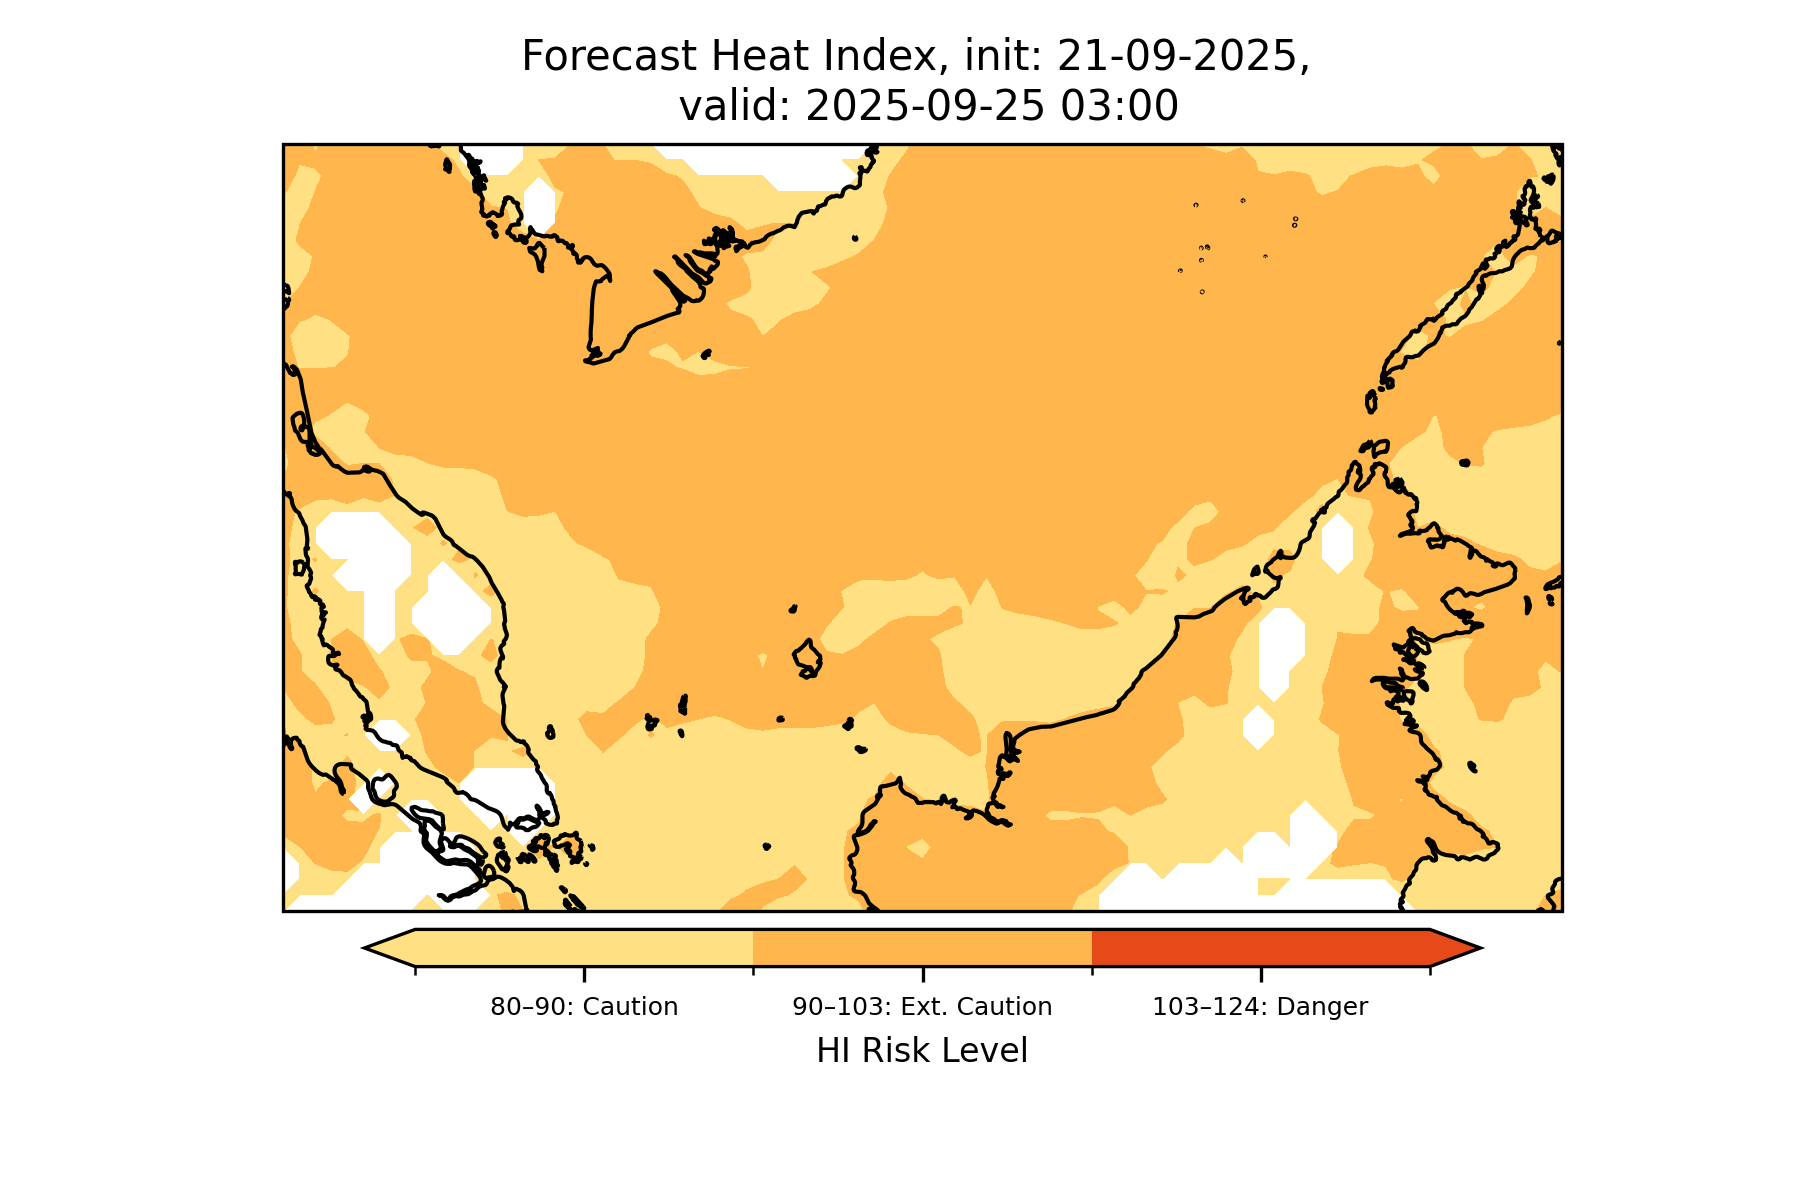 Forecast Heat Index, init: 21-09-2025,
valid: 2025-09-25 03:00
80–90: Caution
90–103: Ext. Caution
103–124: Danger
HI Risk Level